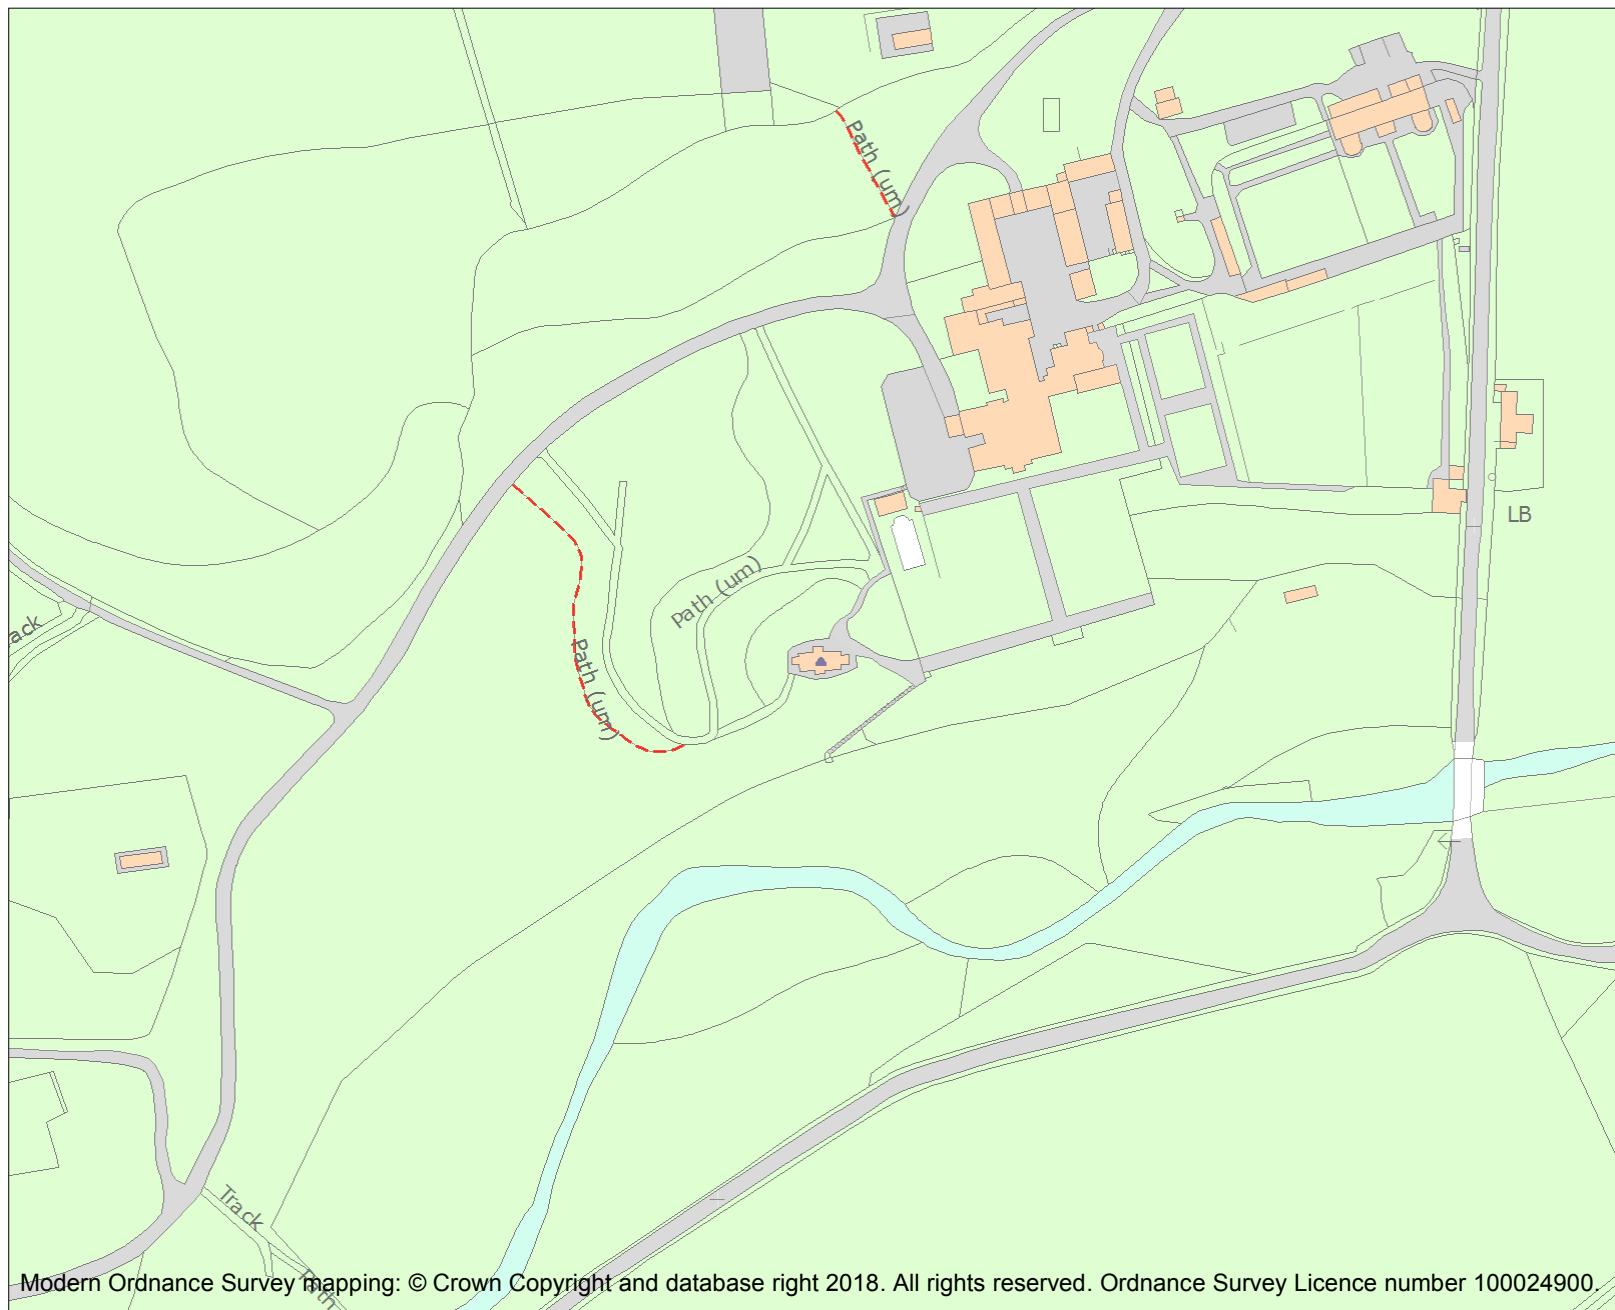 Path (um)
LB
Path (um)
ack
Path (um)
Track
Path
Modern Ordnance Survey mapping: © Crown Copyright and database right 2018. All rights reserved. Ordnance Survey Licence number 100024900.